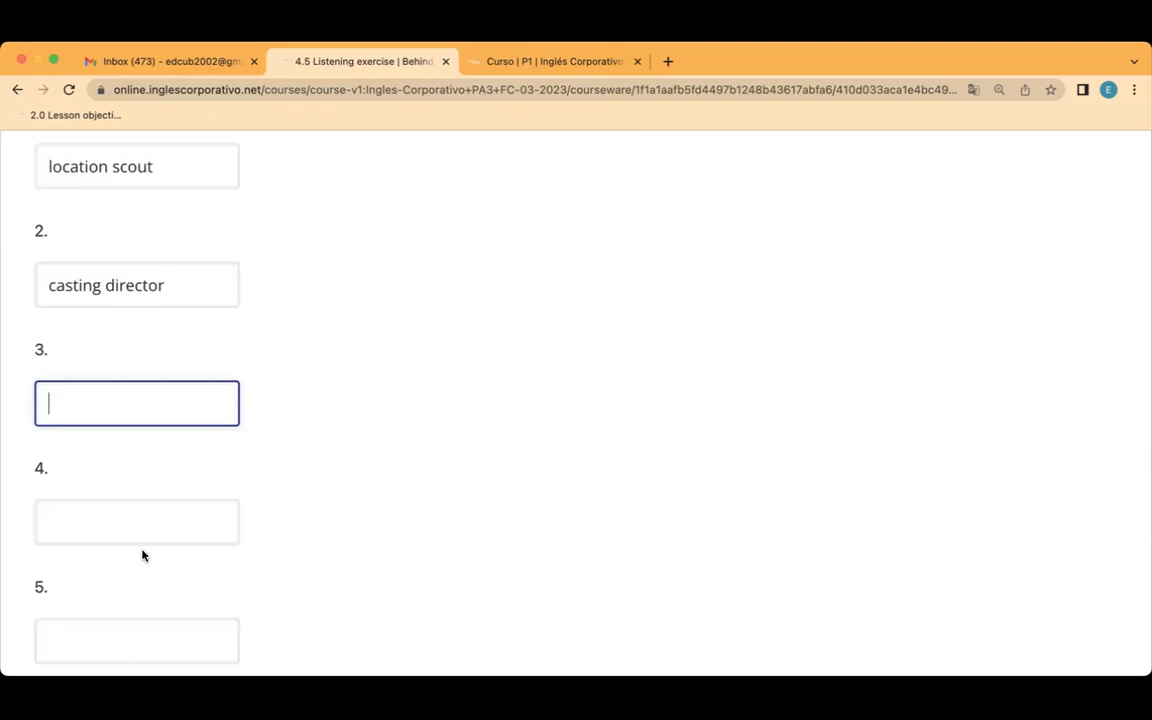 Inbox (473) - edcub2002@gm
4.5 Listening exercise | Behind
Curso | P1 | Inglés Corporativo
online.inglescorporativo.net/courses/course-v1:Ingles-Corporativo+PA3+FC-03-2023/courseware/1f1a1aafb5fd4497b1248b43617abfa6/410d033aca1e4bc49...
E
2.0 Lesson objecti...
location scout
2.
casting director
3.
4.
5.